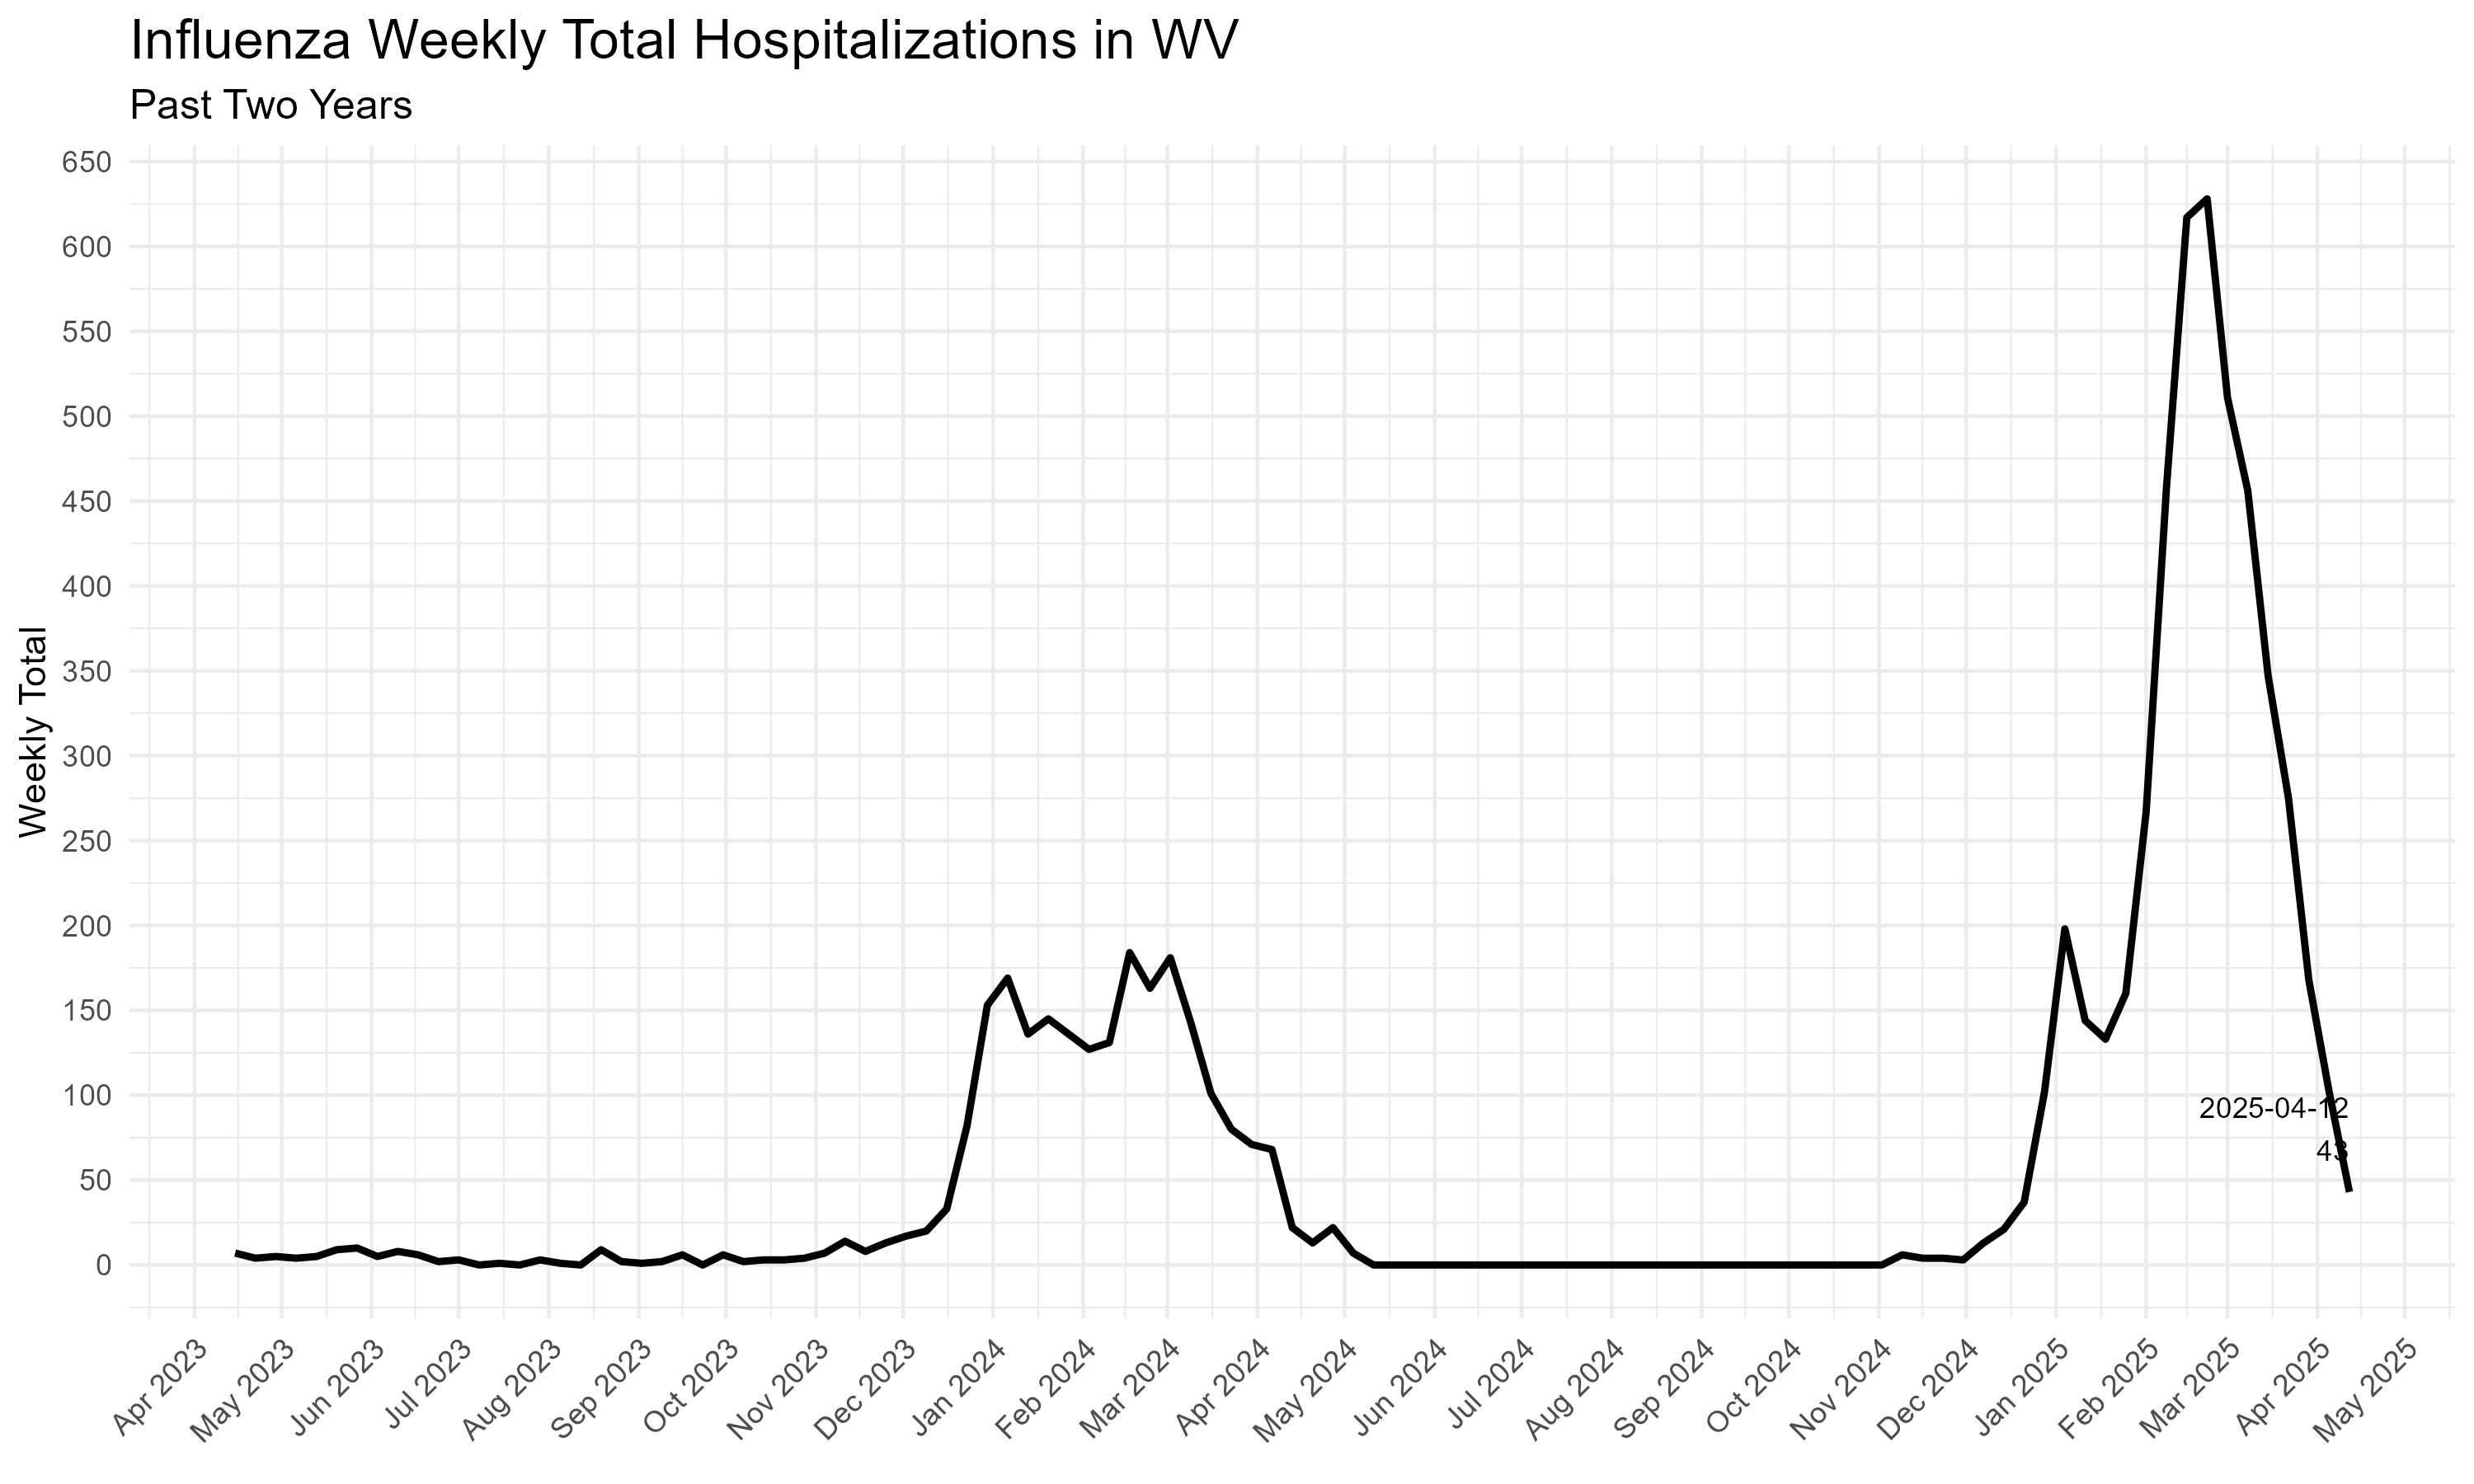 Influenza Weekly Total Hospitalizations in WV
Past Two Years
Weekly Total
650
600
550
500
450
400
350
300
250
200
150
100
50
0
2025-04-12
43
Apr 2023
May 2023
Jun 2023
Jul 2023
Aug 2023
Sep 2023
Oct 2023
Nov 2023
Dec 2023
Jan 2024
Feb 2024
Mar 2024
Apr 2024
May 2024
Jun 2024
Jul 2024
Aug 2024
Sep 2024
Oct 2024
Nov 2024
Dec 2024
Jan 2025
Feb 2025
Mar 2025
Apr 2025
May 2025